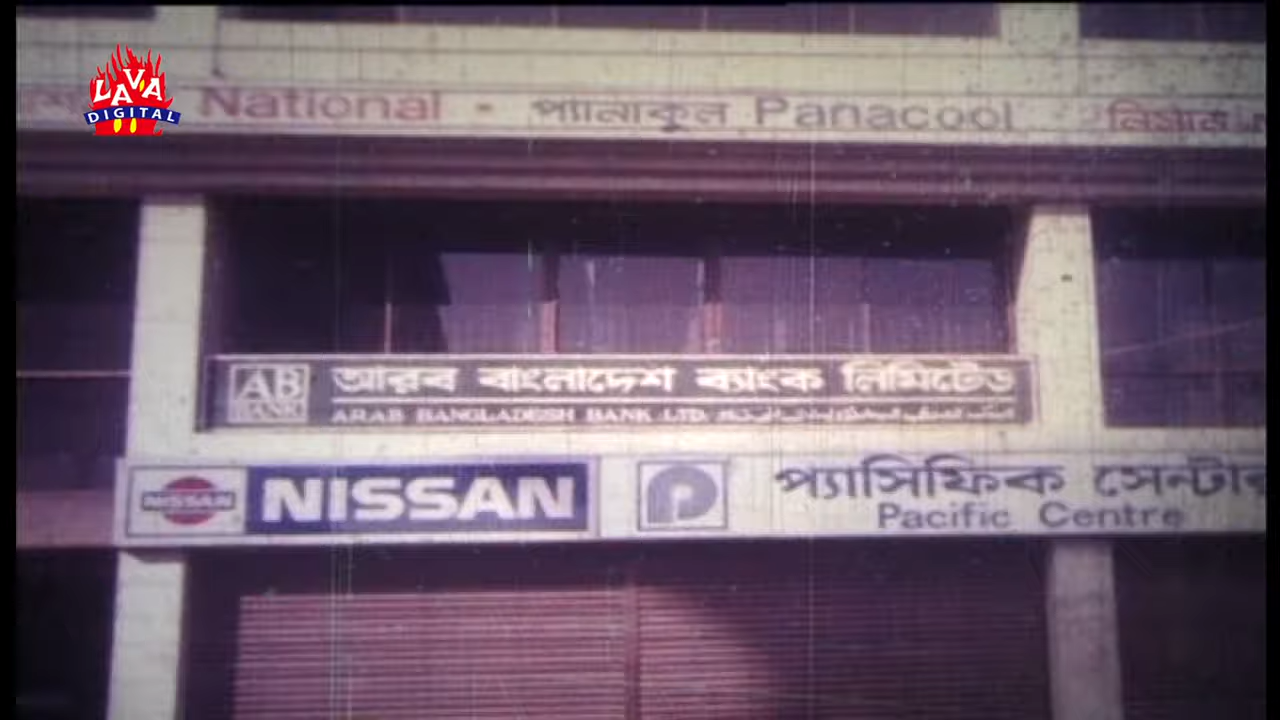 LAVA
DIGITAL
National · প্যানাকুল Panacool নিসান
AB
BANK
আরব বাংলাদেশ ব্যাংক লিমিটেড
ARAB BANGLADESH BANK LTD.
NISSAN
NISSAN
প্যাসিফিক সেন্টার
Pacific Centre